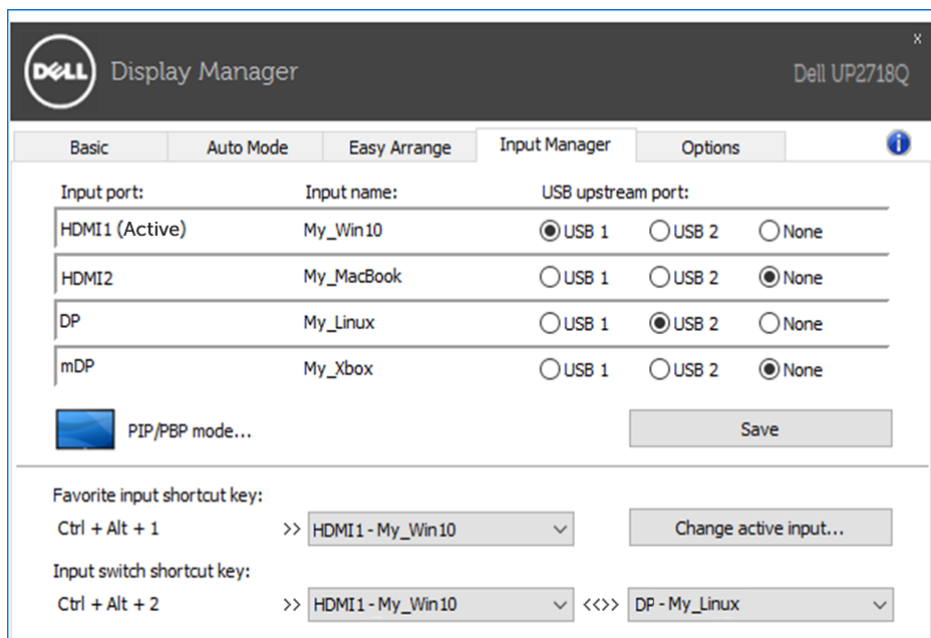 x
DELL Display Manager Dell UP2718Q
Basic Auto Mode Easy Arrange Input Manager Options i
Input port: Input name: USB upstream port:
HDMI1 (Active) My_Win10 USB 1 USB 2 None
HDMI2 My_MacBook USB 1 USB 2 None
DP My_Linux USB 1 USB 2 None
mDP My_Xbox USB 1 USB 2 None
PIP/PBP mode... Save
Favorite input shortcut key:
Ctrl + Alt + 1 >> HDMI1 - My_Win10 Change active input...
Input switch shortcut key:
Ctrl + Alt + 2 >> HDMI1 - My_Win10 <<>> DP - My_Linux